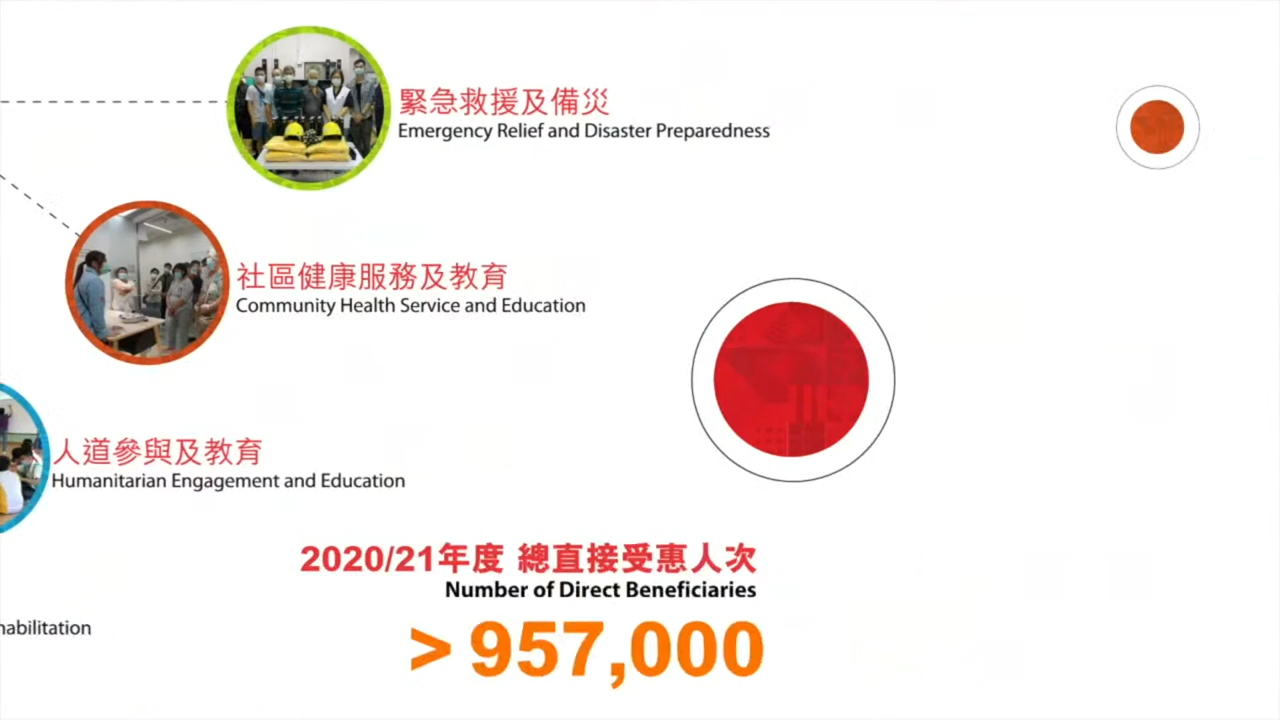 緊急救援及備災
Emergency Relief and Disaster Preparedness
社區健康服務及教育
Community Health Service and Education
人道參與及教育
Humanitarian Engagement and Education
2020/21年度 總直接受惠人次
Number of Direct Beneficiaries
> 957,000